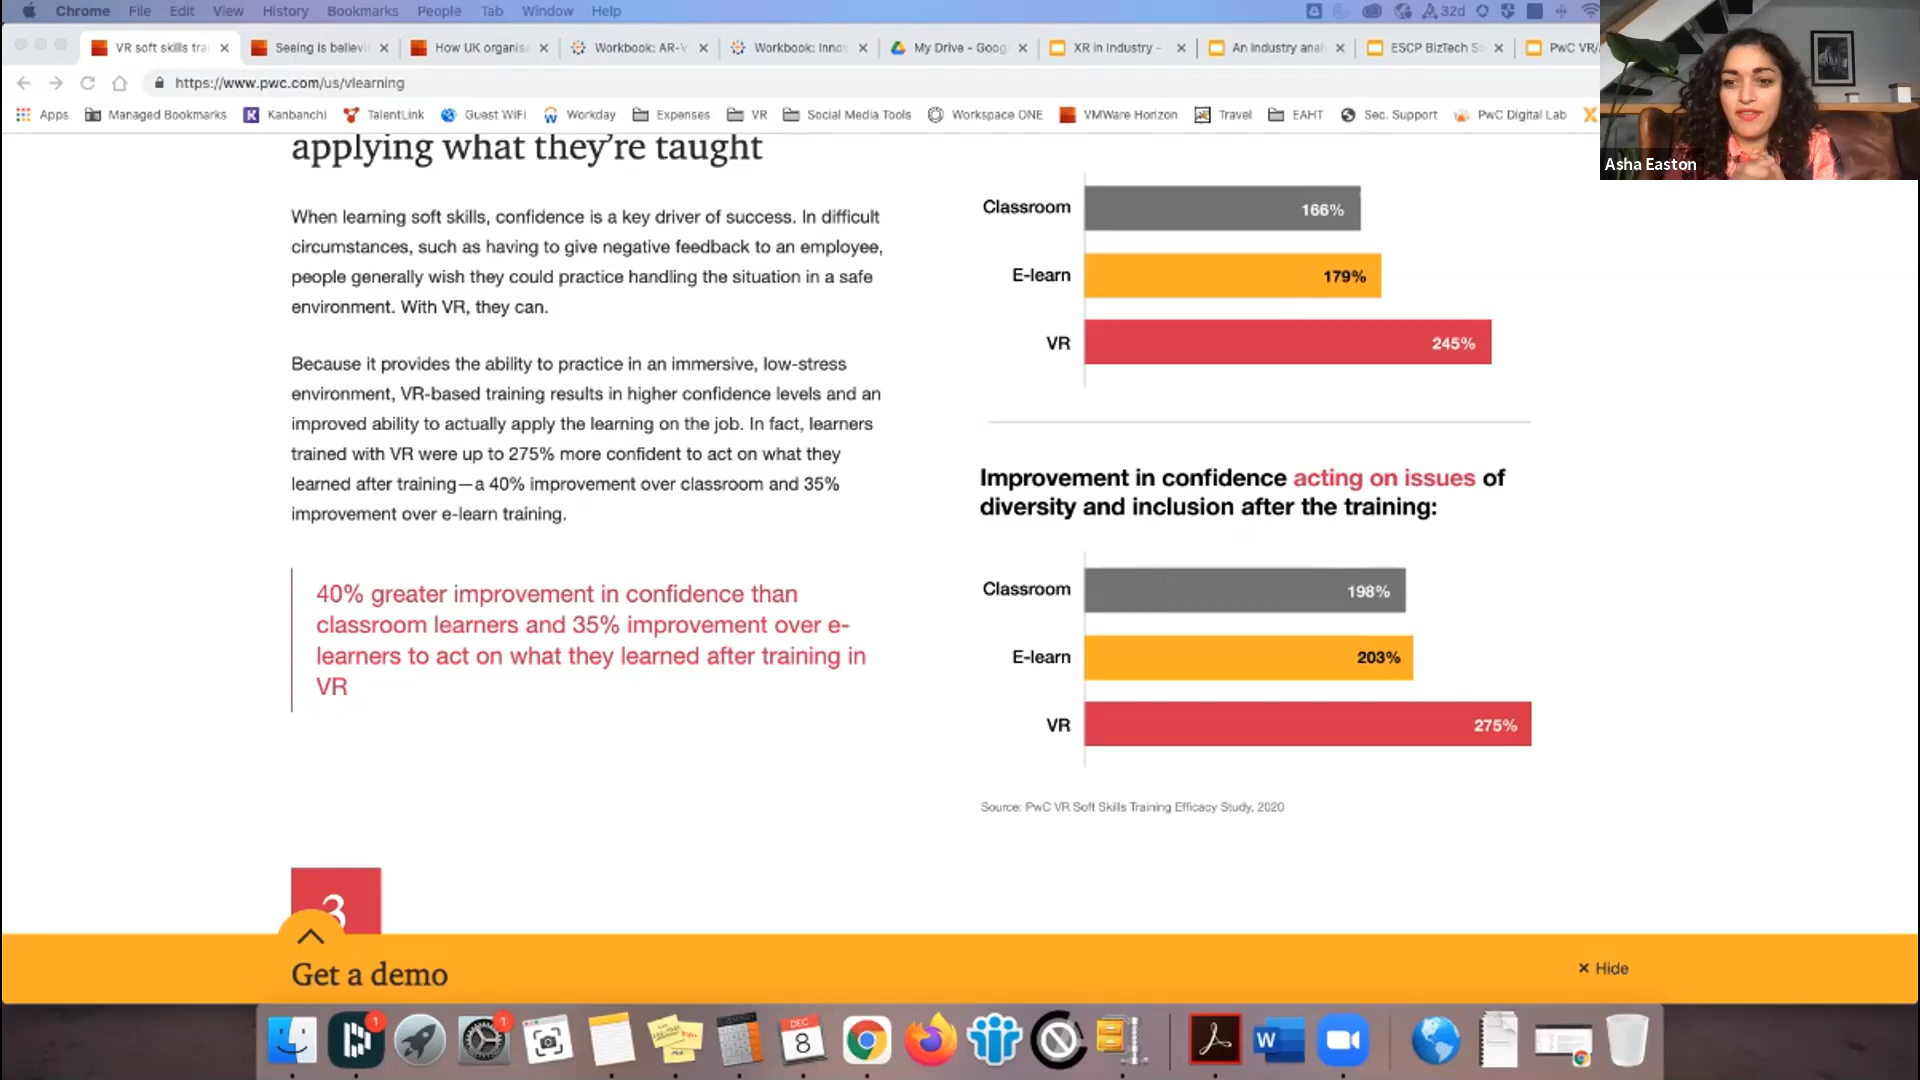 Chrome File Edit View History Bookmarks People Tab Window Help 32d
VR soft skills trai Seeing is believi How UK organisa Workbook: AR-V Workbook: Innov My Drive - Goog XR in Industry - An industry anal ESCP BizTech So PwC VR/
https://www.pwc.com/us/vlearning
Apps Managed Bookmarks Kanbanchi TalentLink Guest WiFi Workday Expenses VR Social Media Tools Workspace ONE VMWare Horizon Travel EAHT Sec. Support PwC Digital Lab
Asha Easton
applying what they're taught
When learning soft skills, confidence is a key driver of success. In difficult
circumstances, such as having to give negative feedback to an employee,
people generally wish they could practice handling the situation in a safe
environment. With VR, they can.
Because it provides the ability to practice in an immersive, low-stress
environment, VR-based training results in higher confidence levels and an
improved ability to actually apply the learning on the job. In fact, learners
trained with VR were up to 275% more confident to act on what they
learned after training—a 40% improvement over classroom and 35%
improvement over e-learn training.
40% greater improvement in confidence than
classroom learners and 35% improvement over e-
learners to act on what they learned after training in
VR
Classroom 166%
E-learn 179%
VR 245%
Improvement in confidence acting on issues of
diversity and inclusion after the training:
Classroom 198%
E-learn 203%
VR 275%
Source: PwC VR Soft Skills Training Efficacy Study, 2020
3
Get a demo
× Hide
1
1
DEC
8
W